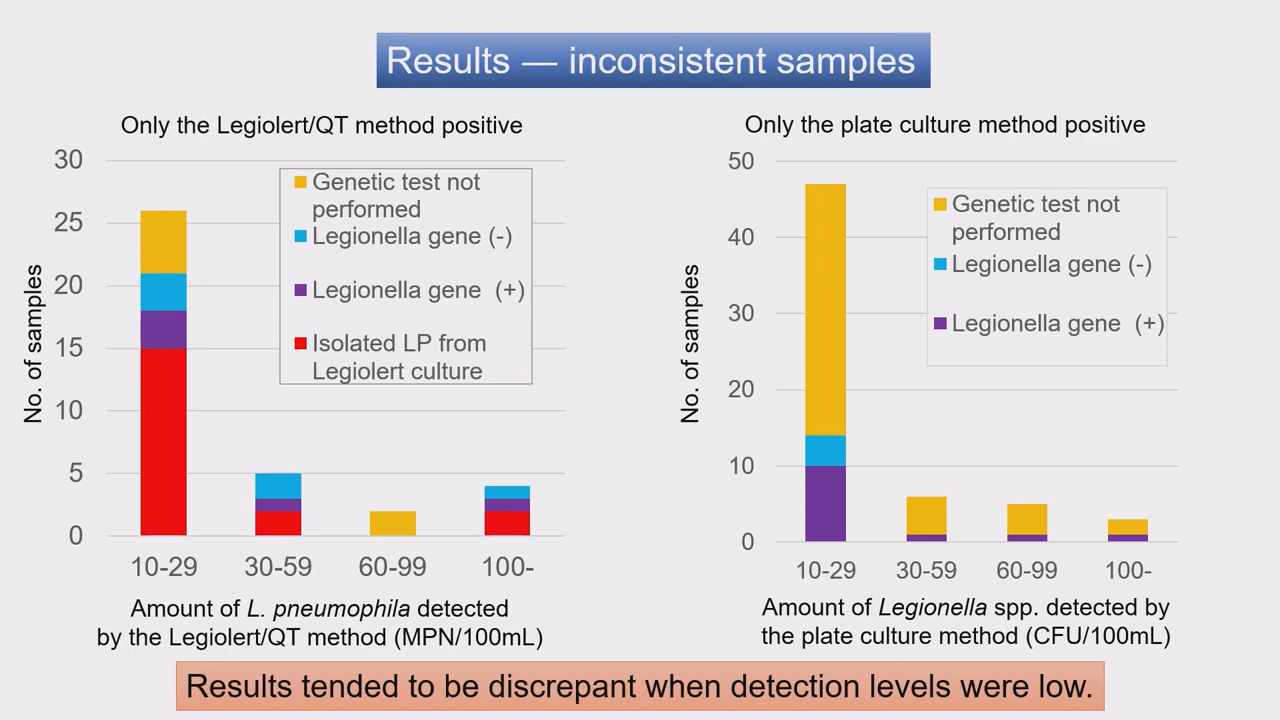 Results — inconsistent samples
Only the Legiolert/QT method positive
30
25
20
15
10
5
0
No. of samples
Genetic test not
performed
Legionella gene (-)
Legionella gene (+)
Isolated LP from
Legiolert culture
10-29 30-59 60-99 100-
Amount of L. pneumophila detected
by the Legiolert/QT method (MPN/100mL)
Only the plate culture method positive
50
40
30
20
10
0
No. of samples
Genetic test not
performed
Legionella gene (-)
Legionella gene (+)
10-29 30-59 60-99 100-
Amount of Legionella spp. detected by
the plate culture method (CFU/100mL)
Results tended to be discrepant when detection levels were low.